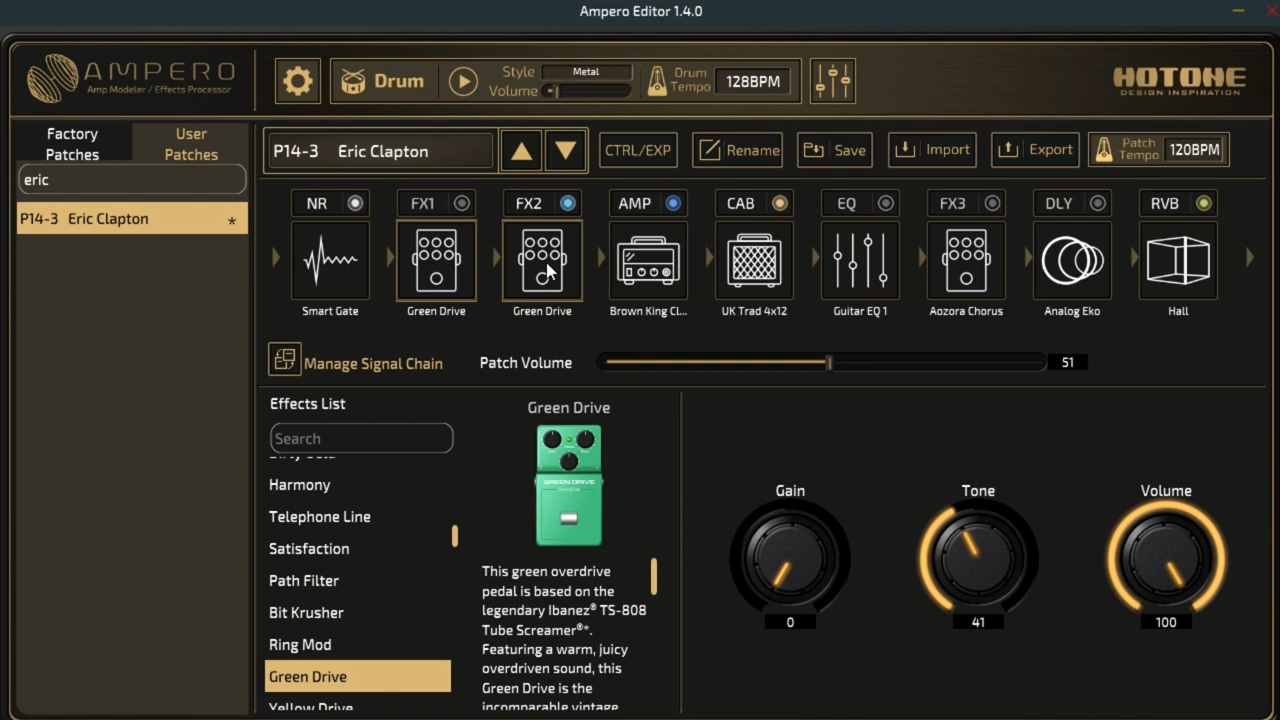 Ampero Editor 1.4.0
AMPERO
Amp Modeler / Effects Processor
Drum
Style
Metal
Volume
Drum
Tempo
128BPM
HOTONE
DESIGN INSPIRATION
Factory
Patches
User
Patches
eric
P14-3 Eric Clapton *
P14-3 Eric Clapton
CTRL/EXP
Rename
Save
Import
Export
Patch
Tempo
120BPM
NR
FX1
FX2
AMP
CAB
EQ
FX3
DLY
RVB
Smart Gate
Green Drive
Green Drive
Brown King Cl...
UK Trad 4x12
Guitar EQ 1
Aozora Chorus
Analog Eko
Hall
Manage Signal Chain
Patch Volume
51
Effects List
Search
Harmony
Telephone Line
Satisfaction
Path Filter
Bit Krusher
Ring Mod
Green Drive
Yellow Drive
Green Drive
GREEN DRIVE
This green overdrive
pedal is based on the
legendary Ibanez® TS-808
Tube Screamer®*.
Featuring a warm, juicy
overdriven sound, this
Green Drive is the
incomparable vintage
Gain
0
Tone
41
Volume
100